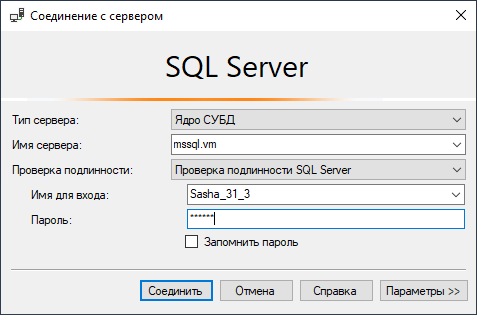 Соединение с сервером
SQL Server
Тип сервера: Ядро СУБД
Имя сервера: mssql.vm
Проверка подлинности: Проверка подлинности SQL Server
Имя для входа: Sasha_31_3
Пароль: ******
Запомнить пароль
Соединить Отмена Справка Параметры >>